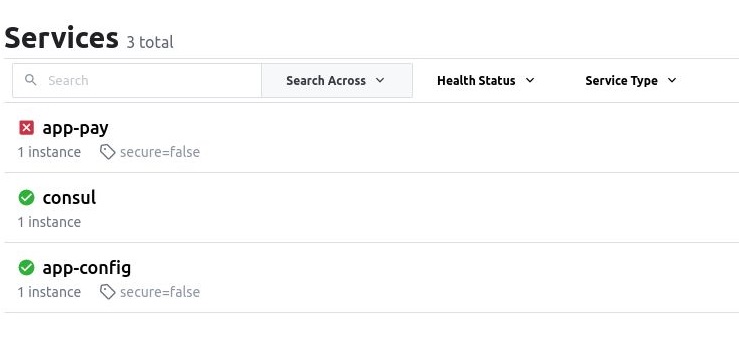 Services 3 total
Search Search Across Health Status Service Type
app-pay
1 instance secure=false
consul
1 instance
app-config
1 instance secure=false